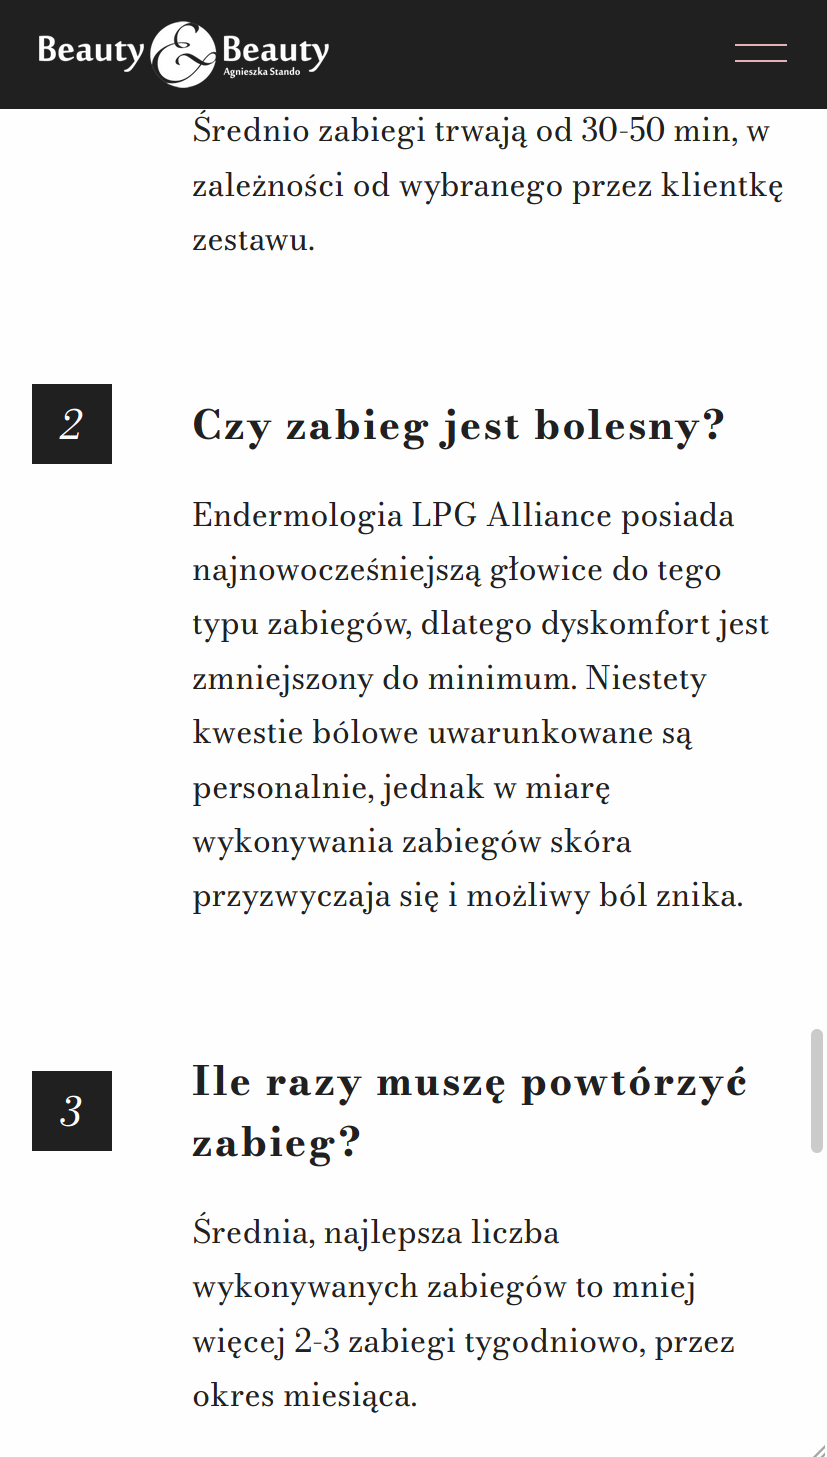 Beauty & Beauty
Agnieszka Stando
Średnio zabiegi trwają od 30-50 min, w
zależności od wybranego przez klientkę
zestawu.
2
Czy zabieg jest bolesny?
Endermologia LPG Alliance posiada
najnowocześniejszą głowice do tego
typu zabiegów, dlatego dyskomfort jest
zmniejszony do minimum. Niestety
kwestie bólowe uwarunkowane są
personalnie, jednak w miarę
wykonywania zabiegów skóra
przyzwyczaja się i możliwy ból znika.
3
Ile razy muszę powtórzyć
zabieg?
Średnia, najlepsza liczba
wykonywanych zabiegów to mniej
więcej 2-3 zabiegi tygodniowo, przez
okres miesiąca.